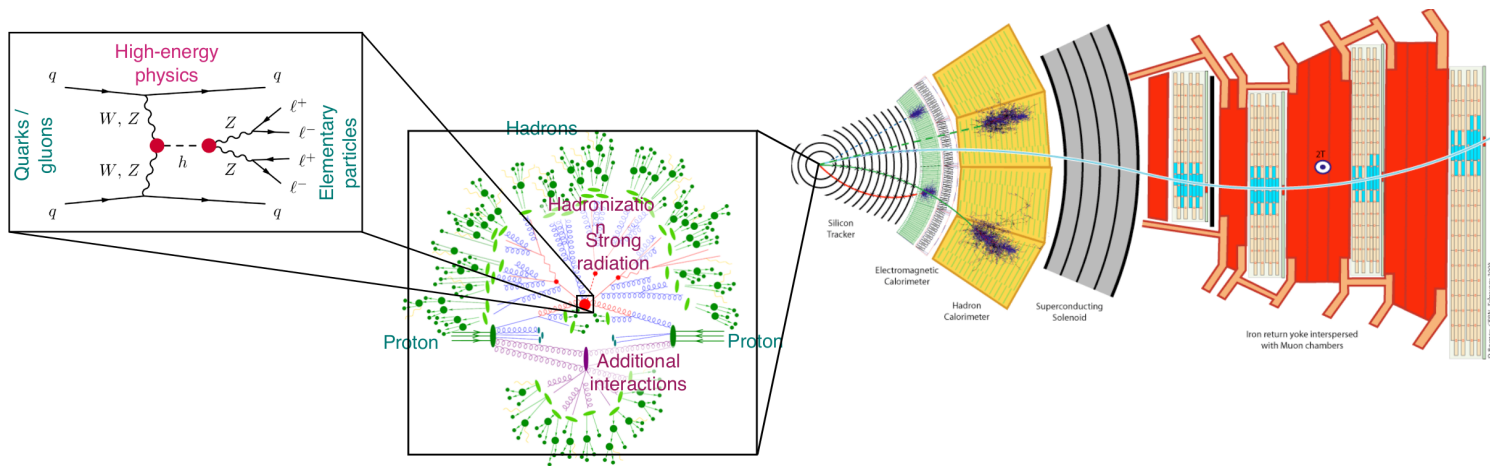 High-energy
physics
q
q
Quarks /
gluons
W, Z
h
W, Z
Z
Z
ℓ+
ℓ−
ℓ+
ℓ−
Elementary
particles
q
q
Hadrons
Hadronizatio
n
Strong
radiation
Proton
Proton
Additional
interactions
Silicon
Tracker
Electromagnetic
Calorimeter
Hadron
Calorimeter
Superconducting
Solenoid
2T
Iron return yoke interspersed
with Muon chambers